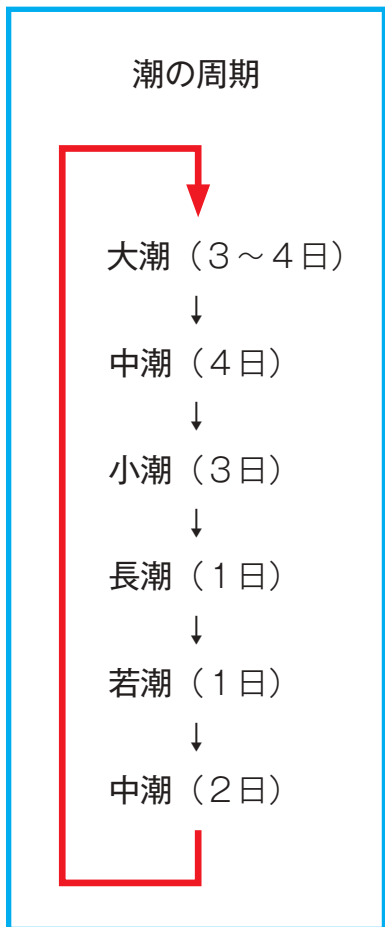 潮の周期
大潮（３～４日）
↓
中潮（４日）
↓
小潮（３日）
↓
長潮（１日）
↓
若潮（１日）
↓
中潮（２日）